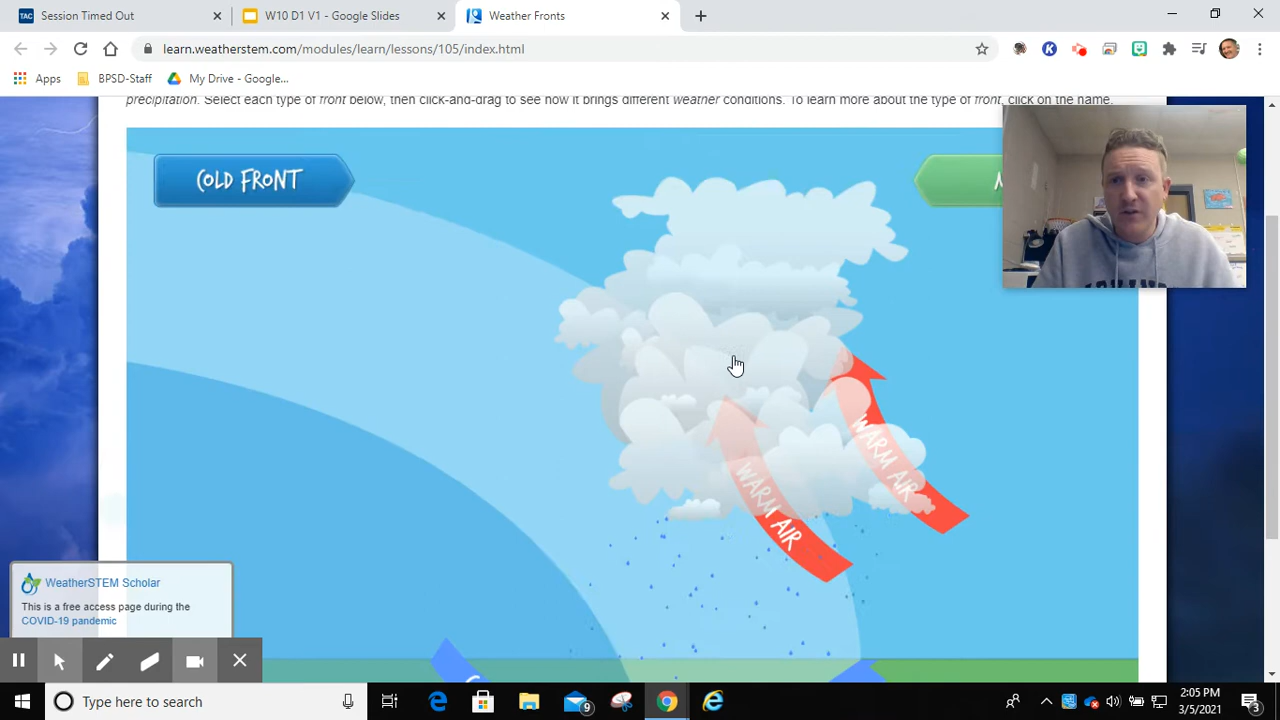 Session Timed Out
W10 D1 V1 - Google Slides
Weather Fronts
learn.weatherstem.com/modules/learn/lessons/105/index.html
Apps
BPSD-Staff
My Drive - Google...
precipitation. Select each type of front below, then click-and-drag to see how it brings different weather conditions. To learn more about the type of front, click on the name.
COLD FRONT
WARM AIR
WARM AIR
WeatherSTEM Scholar
This is a free access page during the
COVID-19 pandemic
Type here to search
9
2:05 PM
3/5/2021
3